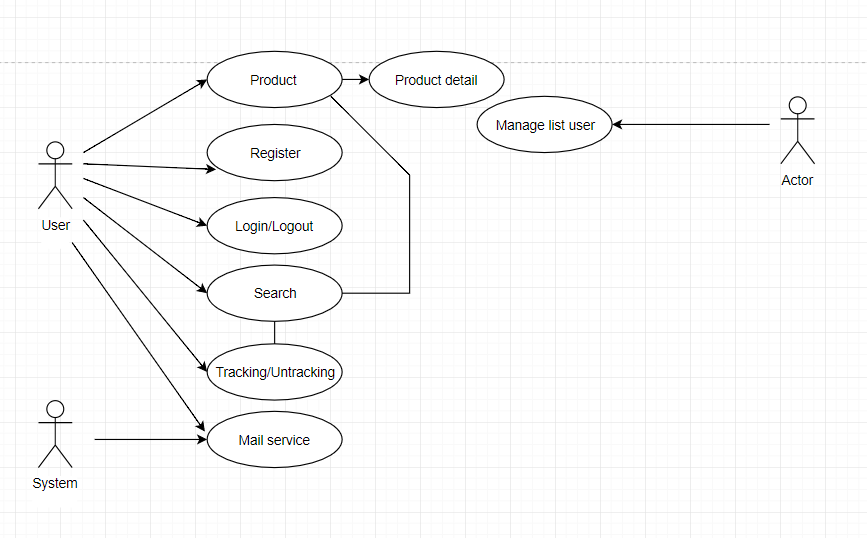 Product
Product detail
Manage list user
Register
Actor
User
Login/Logout
Search
Tracking/Untracking
Mail service
System